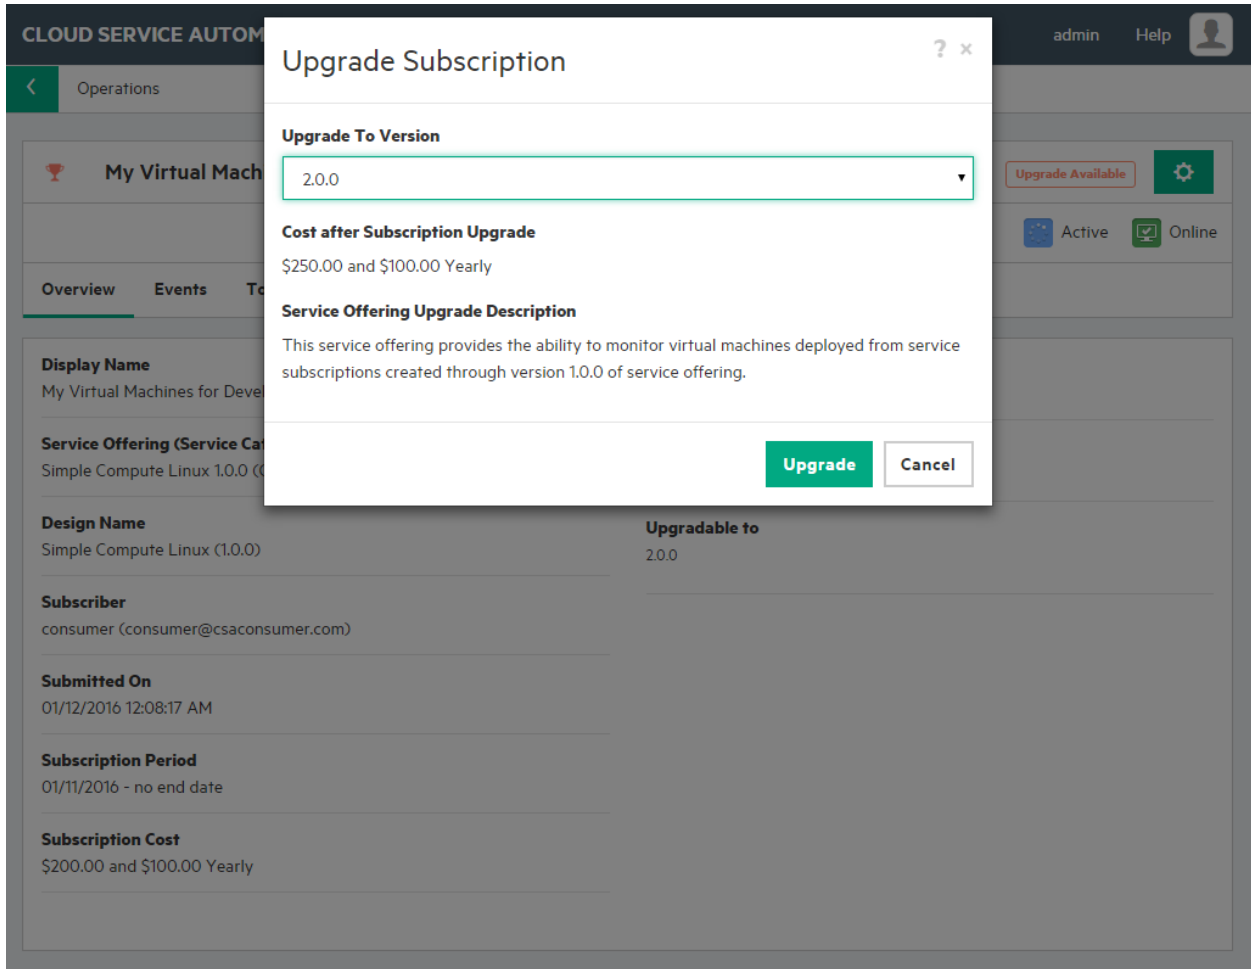 CLOUD SERVICE AUTOM
admin
Help
Upgrade Subscription
? ×
Operations
Upgrade To Version
2.0.0
My Virtual Mach
Upgrade Available
Cost after Subscription Upgrade
$250.00 and $100.00 Yearly
Active
Online
Overview
Events
Service Offering Upgrade Description
This service offering provides the ability to monitor virtual machines deployed from service
subscriptions created through version 1.0.0 of service offering.
Upgrade
Cancel
Display Name
My Virtual Machines for Devel
Service Offering (Service Cat
Simple Compute Linux 1.0.0 (
Design Name
Simple Compute Linux (1.0.0)
Upgradable to
2.0.0
Subscriber
consumer (consumer@csaconsumer.com)
Submitted On
01/12/2016 12:08:17 AM
Subscription Period
01/11/2016 - no end date
Subscription Cost
$200.00 and $100.00 Yearly